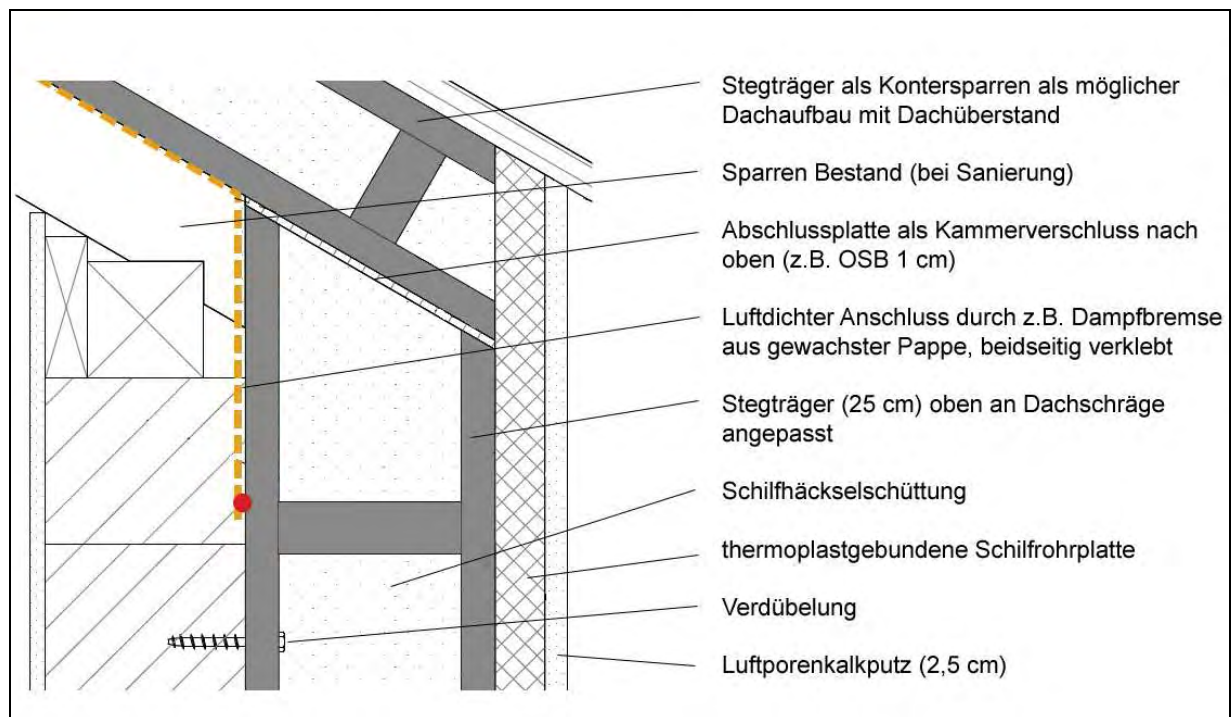 Stegträger als Kontersparren als möglicher
Dachaufbau mit Dachüberstand
Sparren Bestand (bei Sanierung)
Abschlussplatte als Kammerverschluss nach
oben (z.B. OSB 1 cm)
Luftdichter Anschluss durch z.B. Dampfbremse
aus gewachster Pappe, beidseitig verklebt
Stegträger (25 cm) oben an Dachschräge
angepasst
Schilfhäckselschüttung
thermoplastgebundene Schilfrohrplatte
Verdübelung
Luftporenkalkputz (2,5 cm)